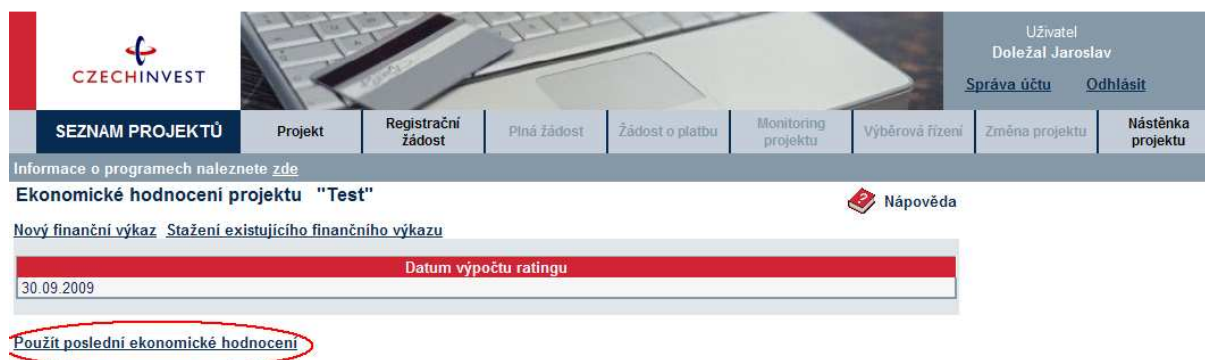 CZECHINVEST
Uživatel
Doležal Jaroslav
Správa účtu Odhlásit
SEZNAM PROJEKTŮ Projekt Registrační žádost Plná žádost Žádost o platbu Monitoring projektu Výběrová řízení Změna projektu Nástěnka projektu
Informace o programech naleznete zde
Ekonomické hodnocení projektu "Test"
Nápověda
Nový finanční výkaz Stažení existujícího finančního výkazu
Datum výpočtu ratingu
30.09.2009
Použít poslední ekonomické hodnocení